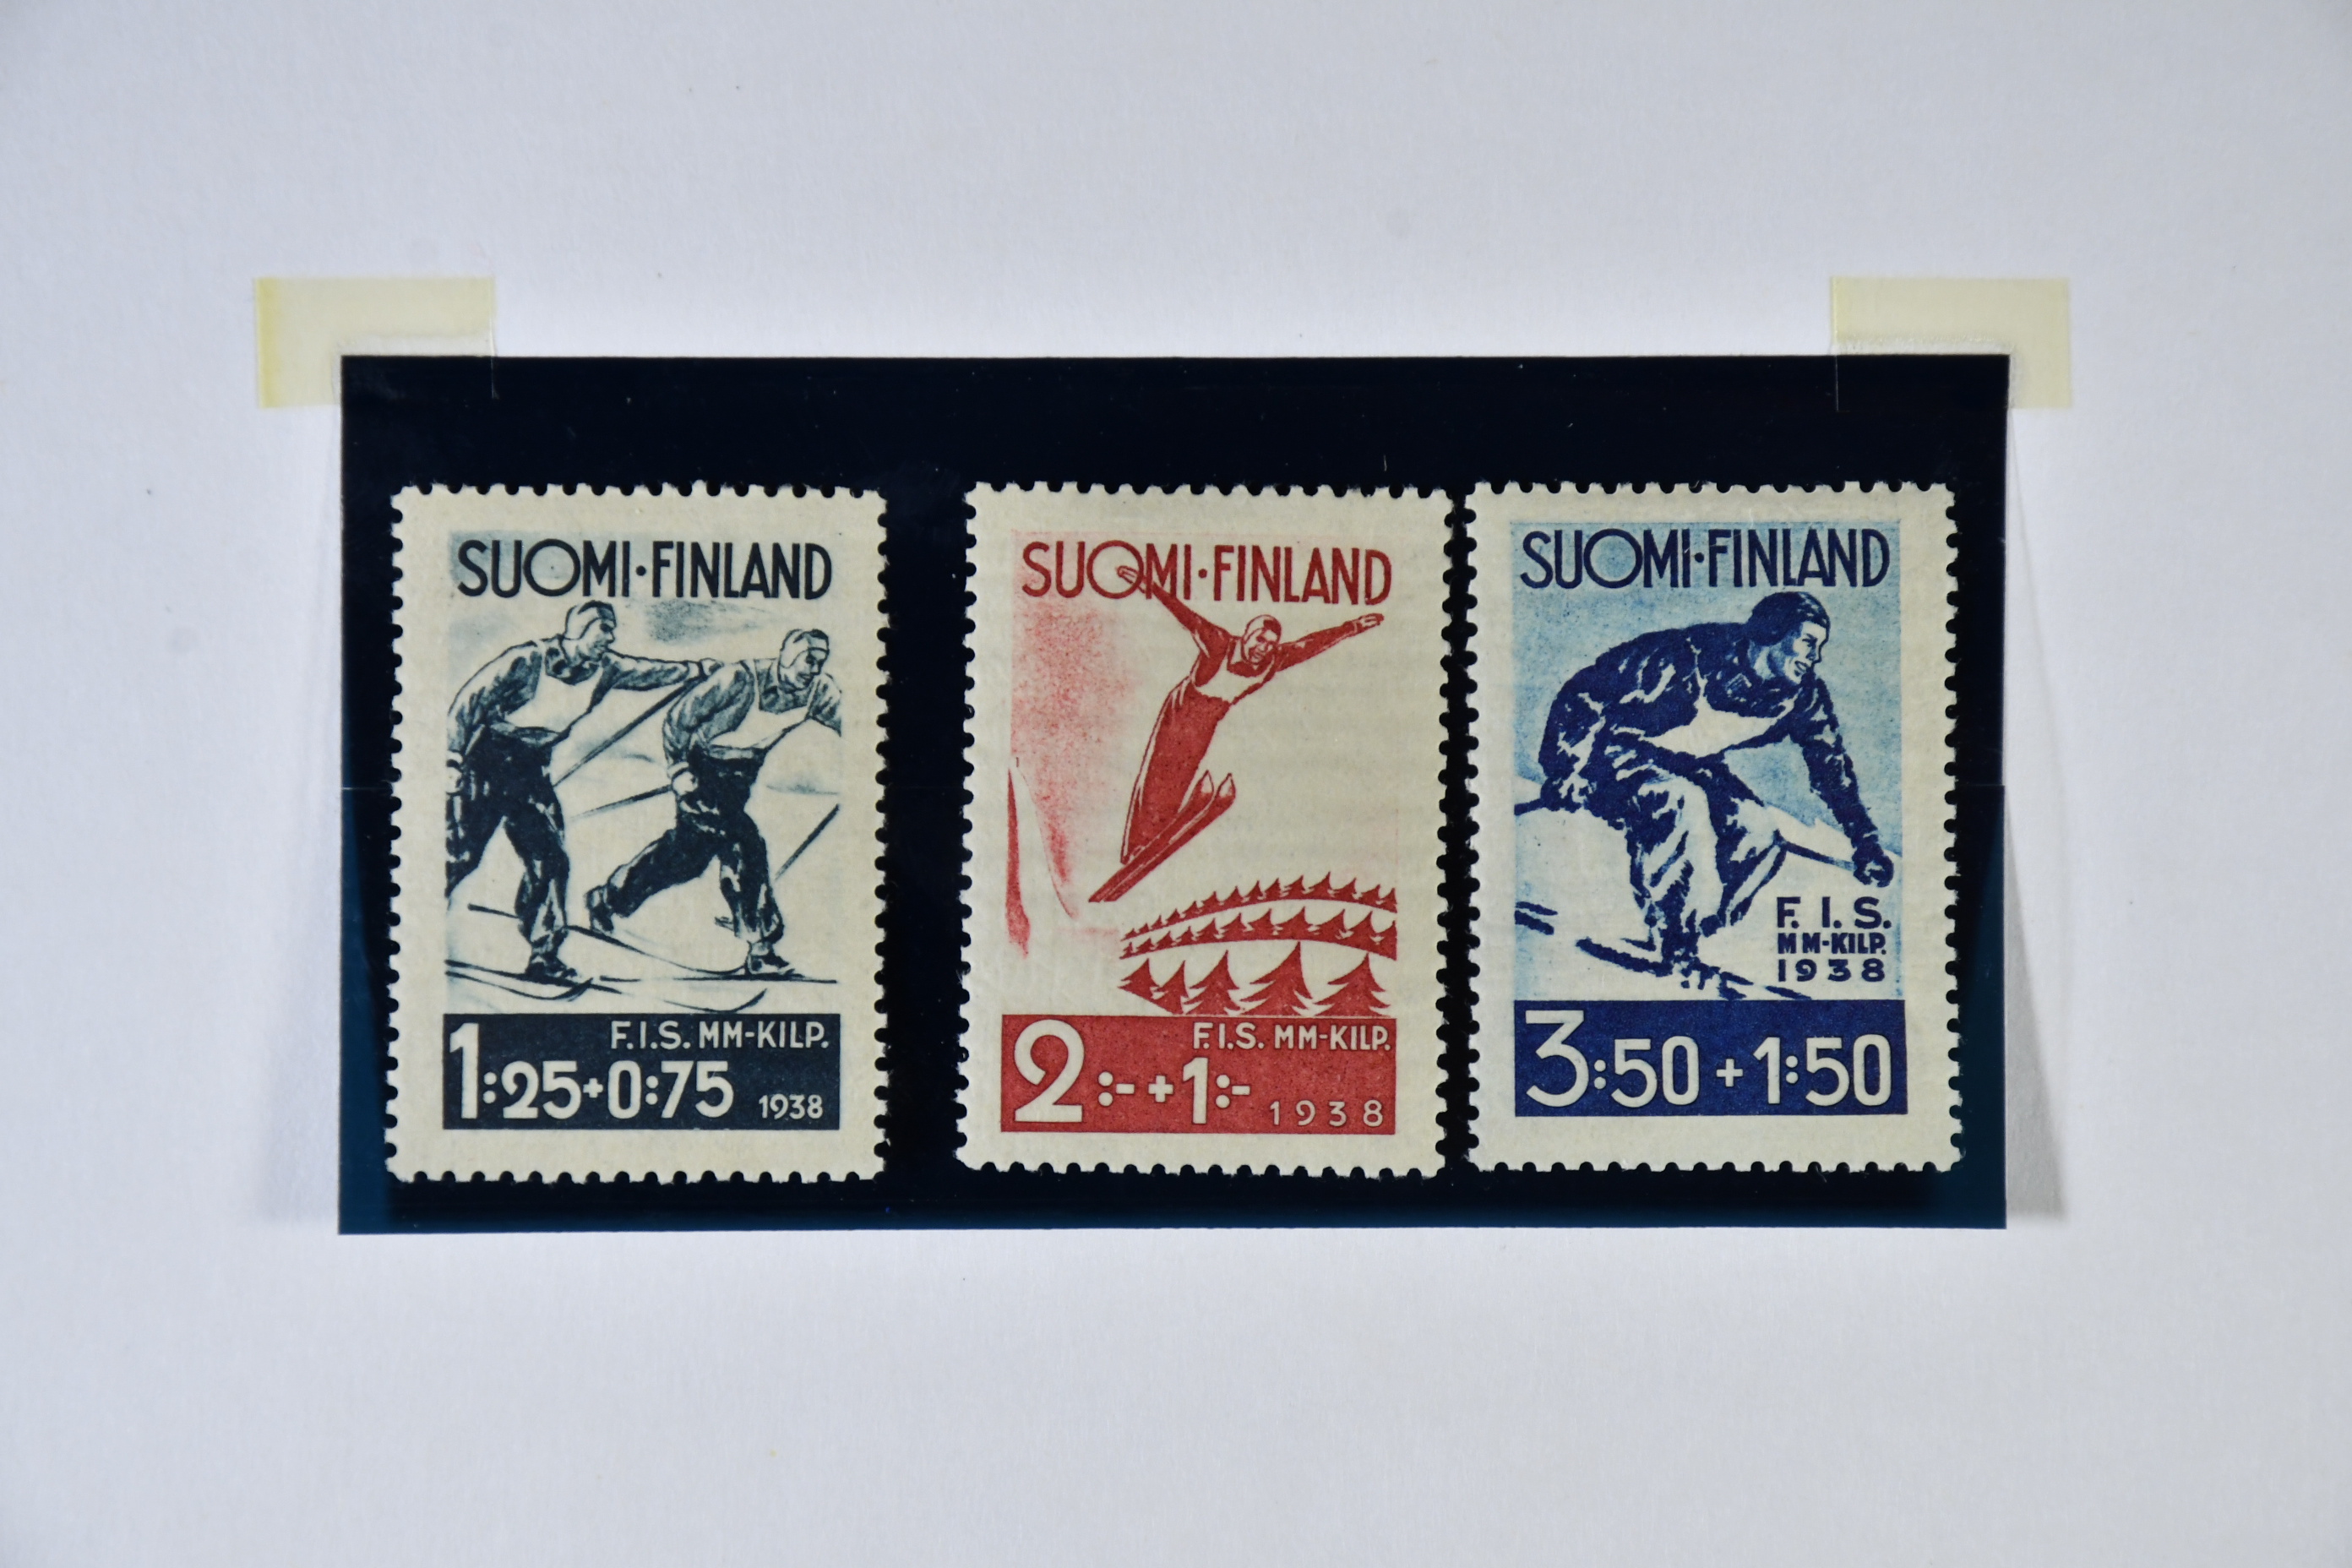 SUOMI·FINLAND
F.I.S. MM-KILP.
1:25+0:75 1938
SUOMI·FINLAND
F.I.S. MM-KILP.
2:-+1:- 1938
SUOMI·FINLAND
F. I. S.
MM-KILP.
1938
3:50+1:50